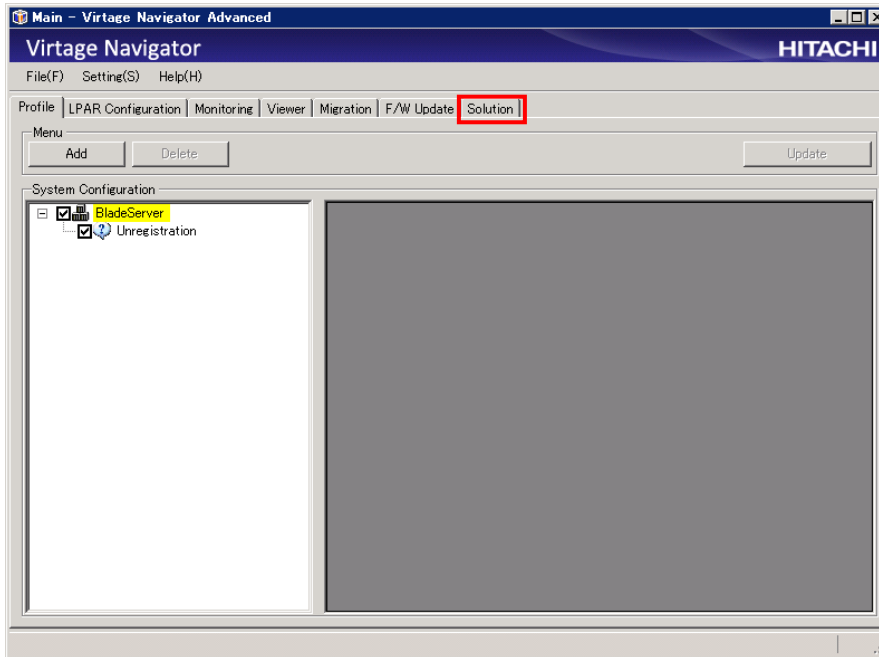 Main - Virtage Navigator Advanced
Virtage Navigator HITACHI
File(F) Setting(S) Help(H)
Profile LPAR Configuration Monitoring Viewer Migration F/W Update Solution
Menu
Add Delete Update
System Configuration
BladeServer
Unregistration